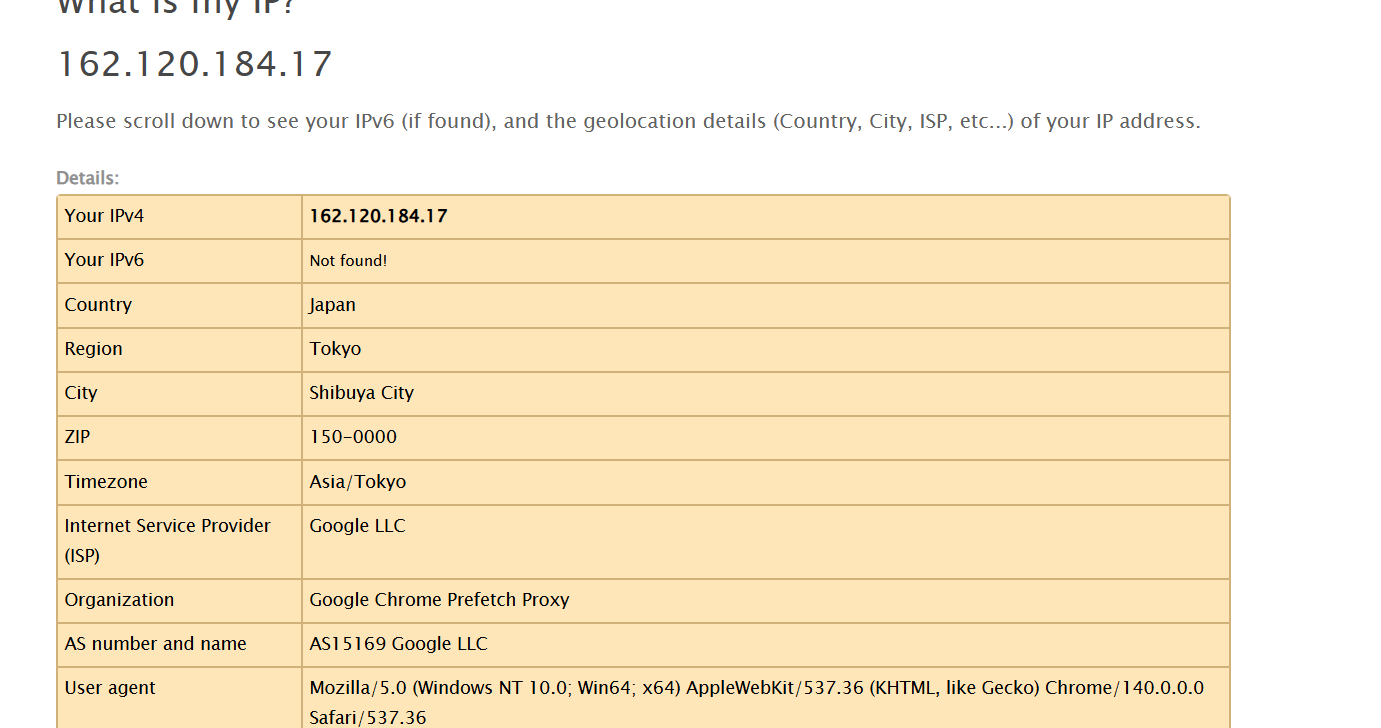 What is my IP?
162.120.184.17
Please scroll down to see your IPv6 (if found), and the geolocation details (Country, City, ISP, etc...) of your IP address.
Details:
Your IPv4 162.120.184.17
Your IPv6 Not found!
Country Japan
Region Tokyo
City Shibuya City
ZIP 150-0000
Timezone Asia/Tokyo
Internet Service Provider Google LLC
(ISP)
Organization Google Chrome Prefetch Proxy
AS number and name AS15169 Google LLC
User agent Mozilla/5.0 (Windows NT 10.0; Win64; x64) AppleWebKit/537.36 (KHTML, like Gecko) Chrome/140.0.0.0
Safari/537.36